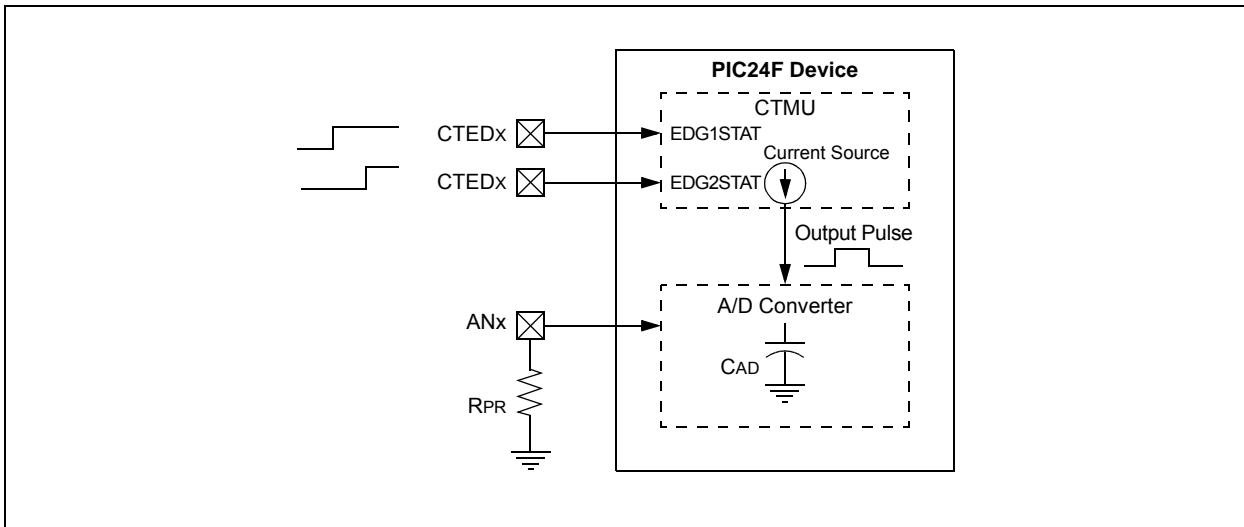 PIC24F Device
CTMU
CTEDx
EDG1STAT
Current Source
CTEDx
EDG2STAT
Output Pulse
A/D Converter
ANx
CAD
RPR